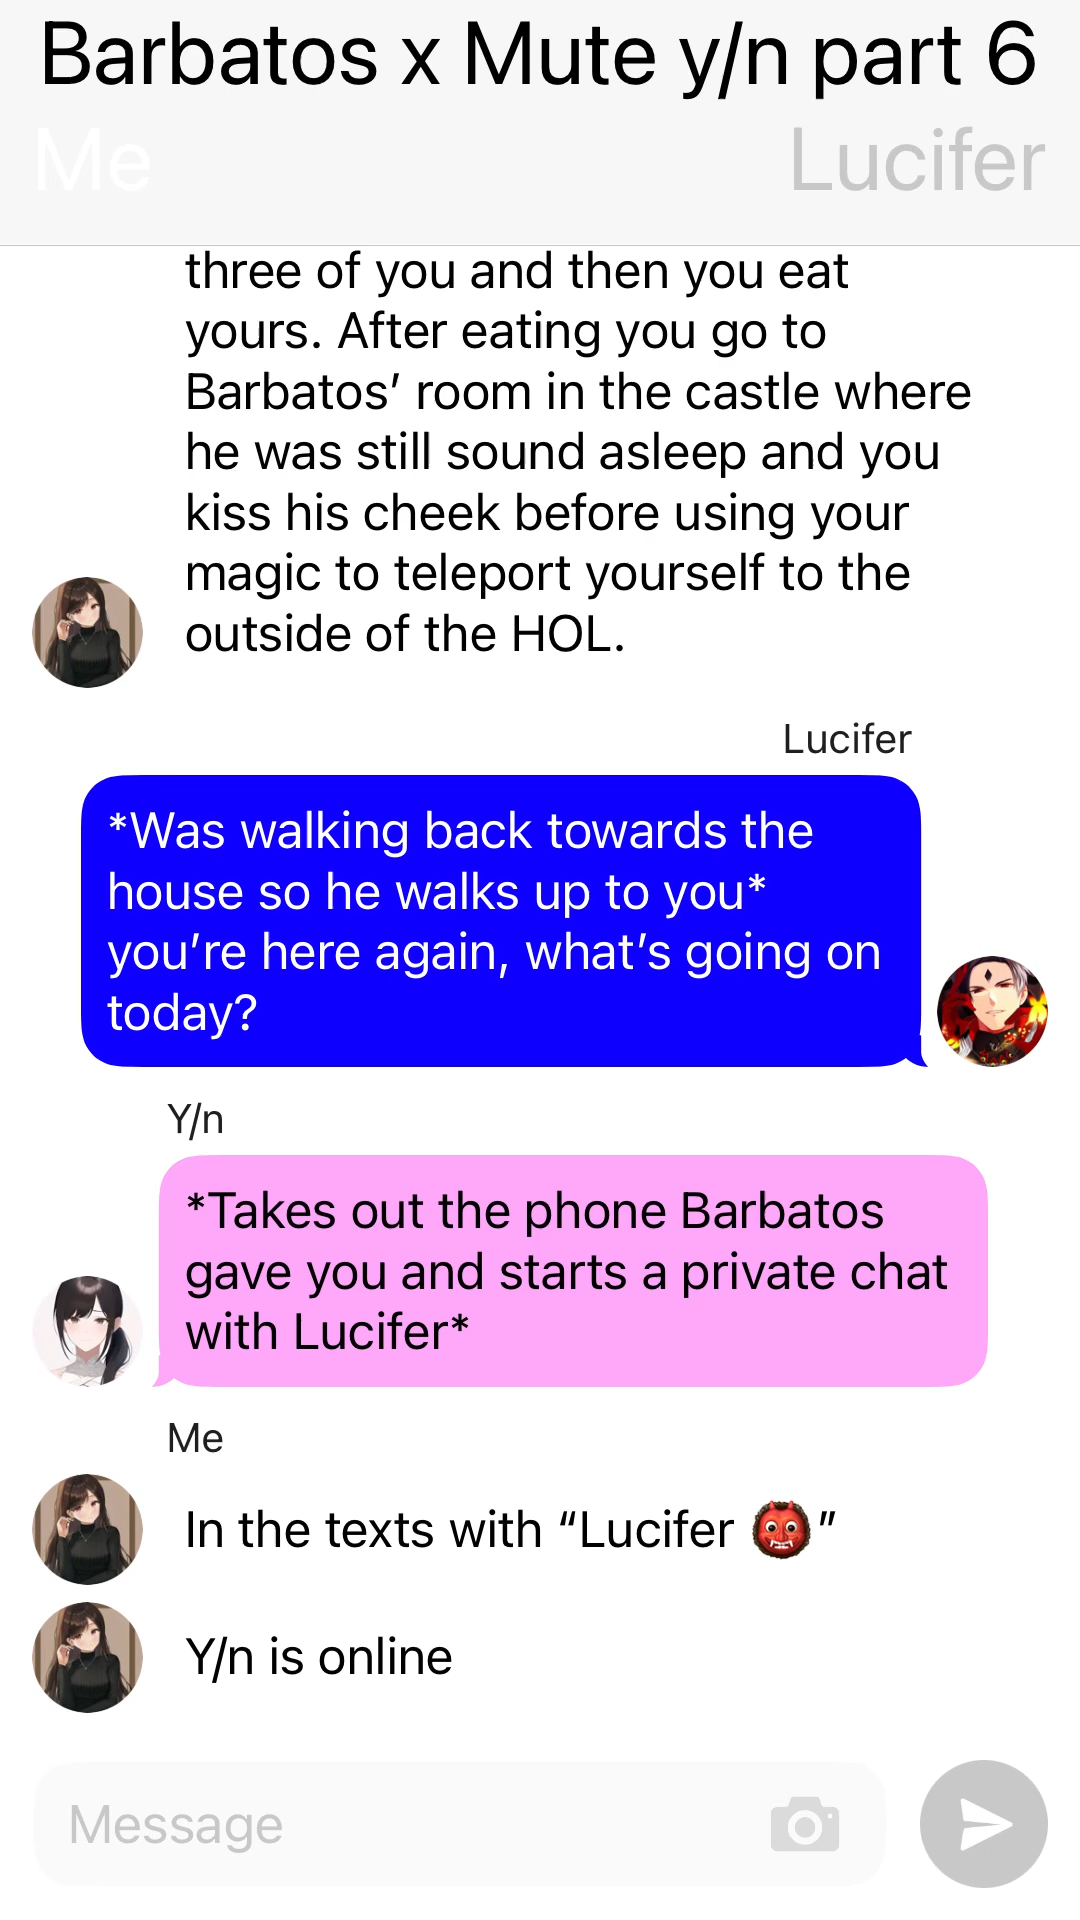 Barbatos x Mute y/n part 6
Me
Lucifer
three of you and then you eat
yours. After eating you go to
Barbatos’ room in the castle where
he was still sound asleep and you
kiss his cheek before using your
magic to teleport yourself to the
outside of the HOL.
Lucifer
*Was walking back towards the
house so he walks up to you*
you’re here again, what’s going on
today?
Y/n
*Takes out the phone Barbatos
gave you and starts a private chat
with Lucifer*
Me
In the texts with “Lucifer 👹”
Y/n is online
Message